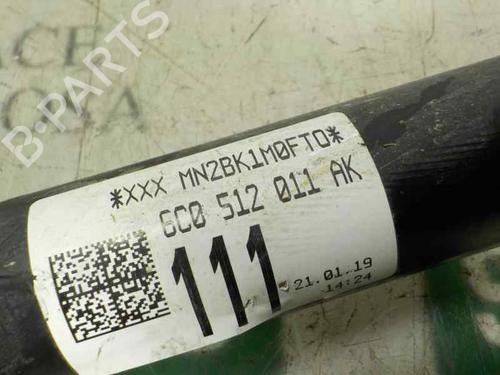 B-PARTS
*XXX MN2BK1M0FTO*
6C0 512 011 AK
111
21.01.19
14:24